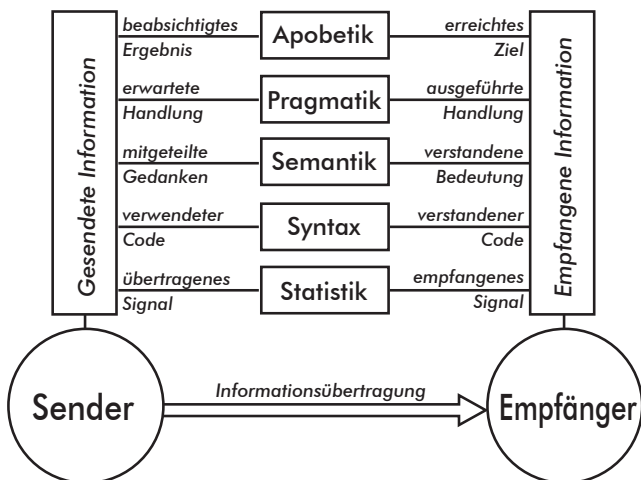 beabsichtigtes
Ergebnis
Apobetik
erreichtes
Ziel
erwartete
Handlung
Pragmatik
ausgeführte
Handlung
mitgeteilte
Gedanken
Semantik
verstandene
Bedeutung
verwendeter
Code
Syntax
verstandener
Code
übertragenes
Signal
Statistik
empfangenes
Signal
Gesendete Information
Empfangene Information
Sender
Informationsübertragung
Empfänger